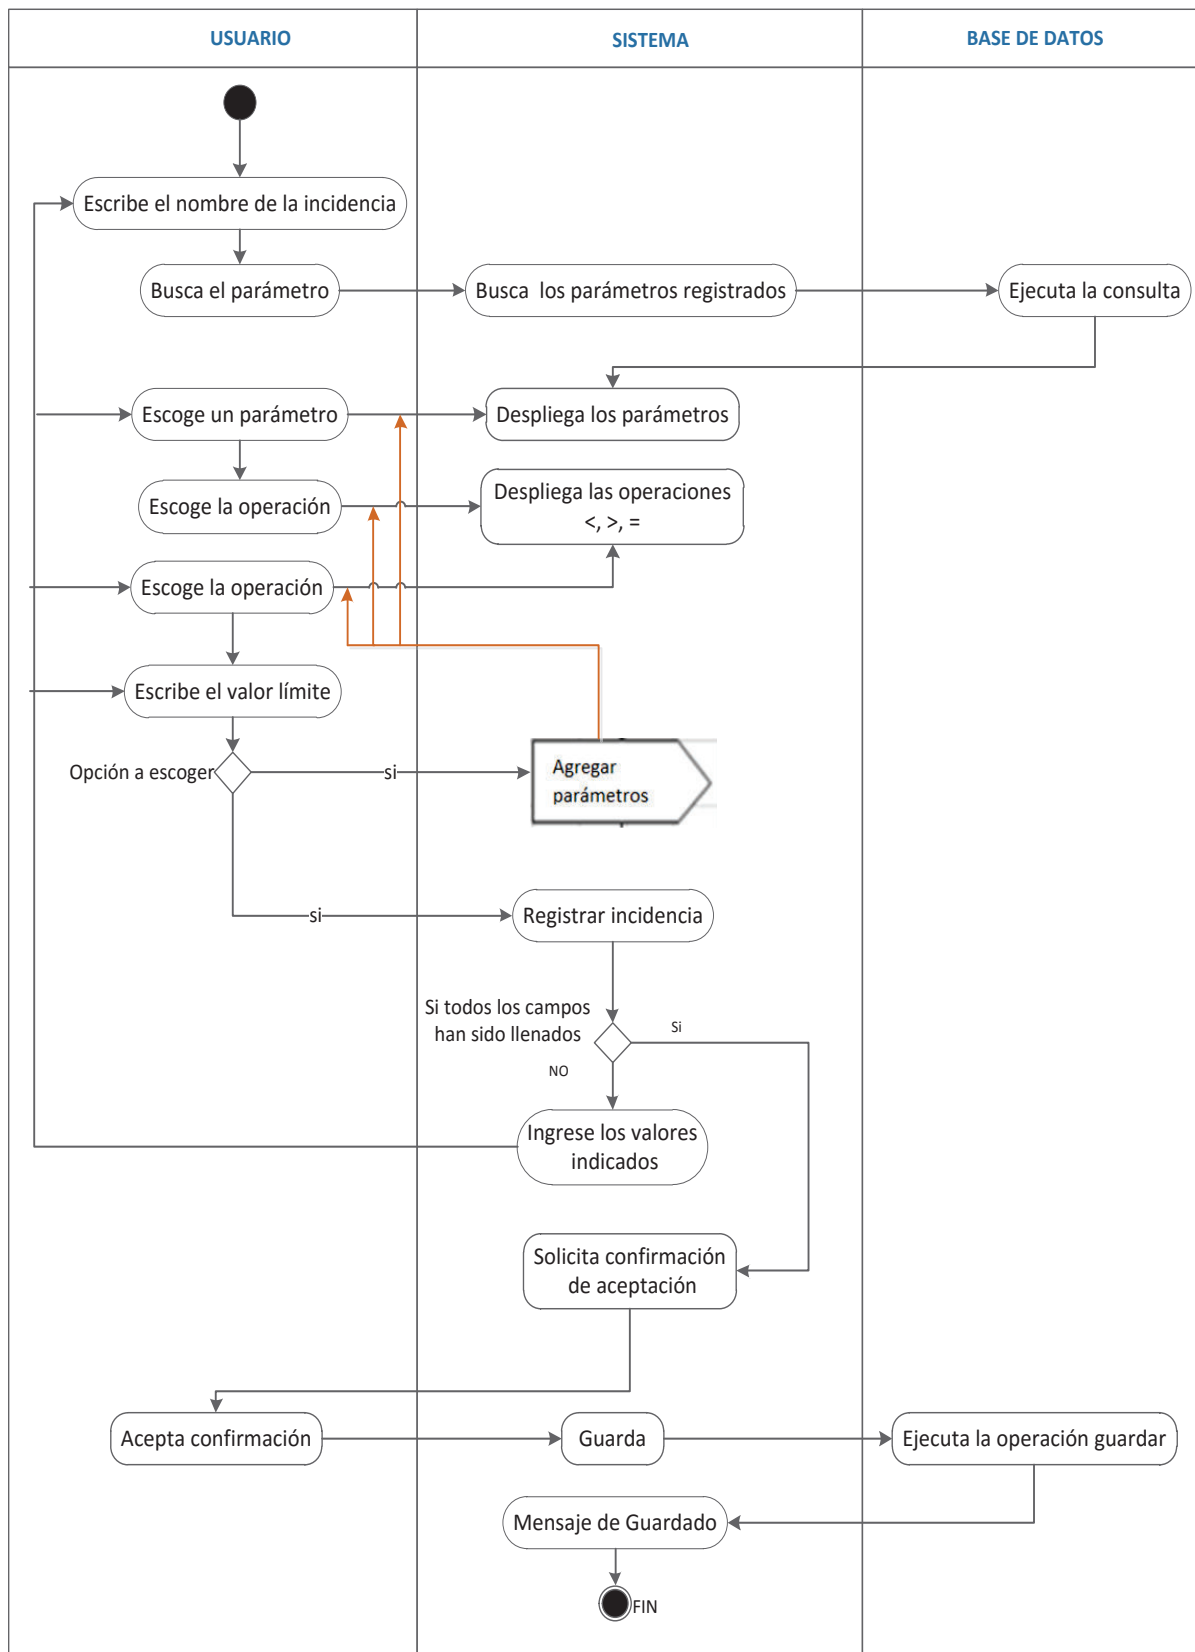 USUARIO
SISTEMA
BASE DE DATOS
Escribe el nombre de la incidencia
Busca el parámetro
Busca los parámetros registrados
Ejecuta la consulta
Escoge un parámetro
Despliega los parámetros
Escoge la operación
Despliega las operaciones
<, >, =
Escoge la operación
Escribe el valor límite
Opción a escoger
si
Agregar
parámetros
si
Registrar incidencia
Si todos los campos
han sido llenados
Si
NO
Ingrese los valores
indicados
Solicita confirmación
de aceptación
Acepta confirmación
Guarda
Ejecuta la operación guardar
Mensaje de Guardado
FIN